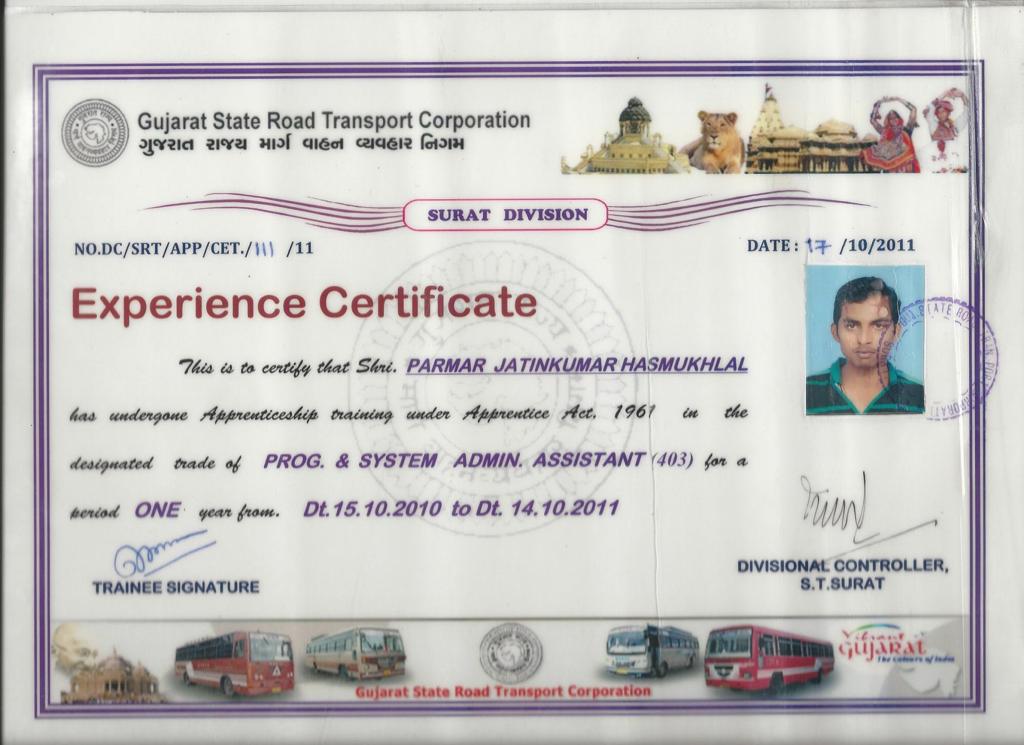 Gujarat State Road Transport Corporation
ગુજરાત રાજ્ય માર્ગ વાહન વ્યવહાર નિગમ
SURAT DIVISION
NO.DC/SRT/APP/CET./111 /11
DATE : 17 /10/2011
Experience Certificate
This is to certify that Shri. PARMAR JATINKUMAR HASMUKHLAL
has undergone Apprenticeship training under Apprentice Act. 1961 in the
designated trade of PROG. & SYSTEM ADMIN. ASSISTANT (403) for a
period ONE year from. Dt.15.10.2010 to Dt. 14.10.2011
TRAINEE SIGNATURE
DIVISIONAL CONTROLLER,
S.T.SURAT
Vibrant
GUJARAT
The colours of India
Gujarat State Road Transport Corporation